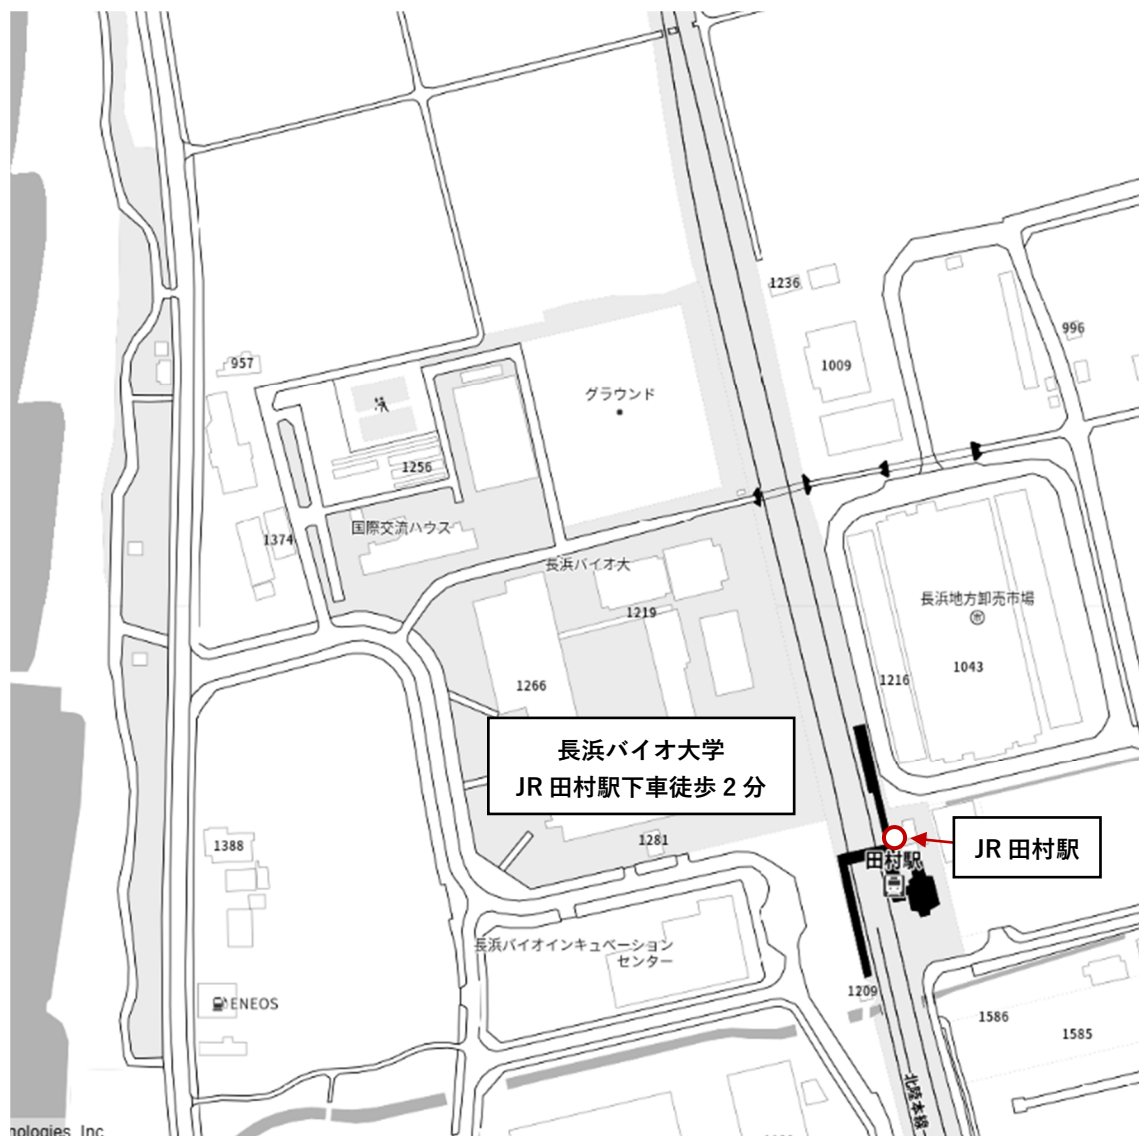 1236
996
957
1009
グラウンド
1256
国際交流ハウス
1374
長浜バイオ大
1219
長浜地方卸売市場
市
1043
1216
1266
長浜バイオ大学
JR 田村駅下車徒歩 2 分
1281
JR 田村駅
田村駅
1388
長浜バイオインキュベーション
センター
1209
ENEOS
1586
1585
北陸本線
nologies, Inc